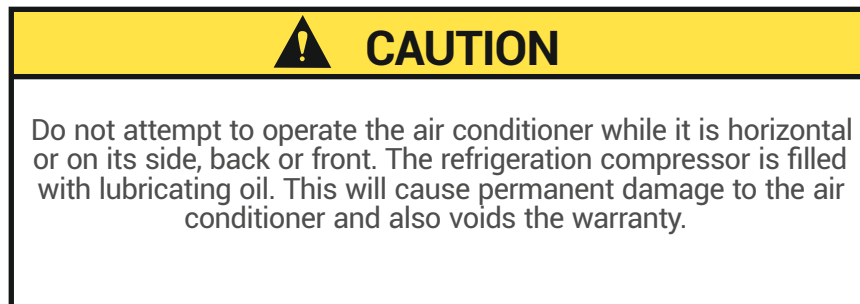 CAUTION
Do not attempt to operate the air conditioner while it is horizontal
or on its side, back or front. The refrigeration compressor is filled
with lubricating oil. This will cause permanent damage to the air
conditioner and also voids the warranty.